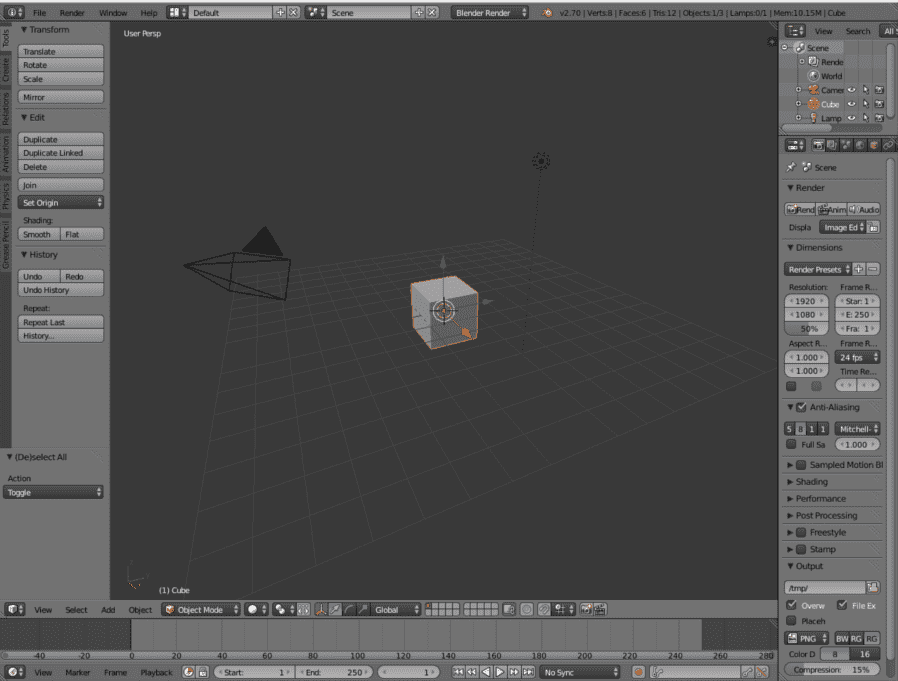 File Render Window Help Default Scene Blender Render v2.70 | Verts:8 | Faces:6 | Tris:12 | Objects:1/3 | Lamps:0/1 | Mem:10.15M | Cube
Tools
Create
Relations
Animation
Physics
Grease Pencil
Transform
Translate
Rotate
Scale
Mirror
Edit
Duplicate
Duplicate Linked
Delete
Join
Set Origin
Shading:
Smooth Flat
History
Undo Redo
Undo History
Repeat:
Repeat Last
History...
(De)select All
Action
Toggle
User Persp
(1) Cube
View Search All S
Scene
Rende
World
Camer
Cube
Lamp
Scene
Render
Rend Anim Audio
Displa Image Ed
Dimensions
Render Presets
Resolution: Frame R...
1920 Star: 1
1080 E: 250
50% Fra: 1
Aspect R... Frame R...
1.000 24 fps
1.000 Time Re...
Anti-Aliasing
5 8 1 1 Mitchell-
Full Sa 1.000
Sampled Motion Bl
Shading
Performance
Post Processing
Freestyle
Stamp
Output
/tmp/
Overw File Ex
Placeh
PNG BW RG RG
Color D 8 16
Compression: 15%
View Select Add Object Object Mode Global
-40 -20 0 20 40 60 80 100 120 140 160 180 200 220 240 260 280
View Marker Frame Playback Start: 1 End: 250 1 No Sync